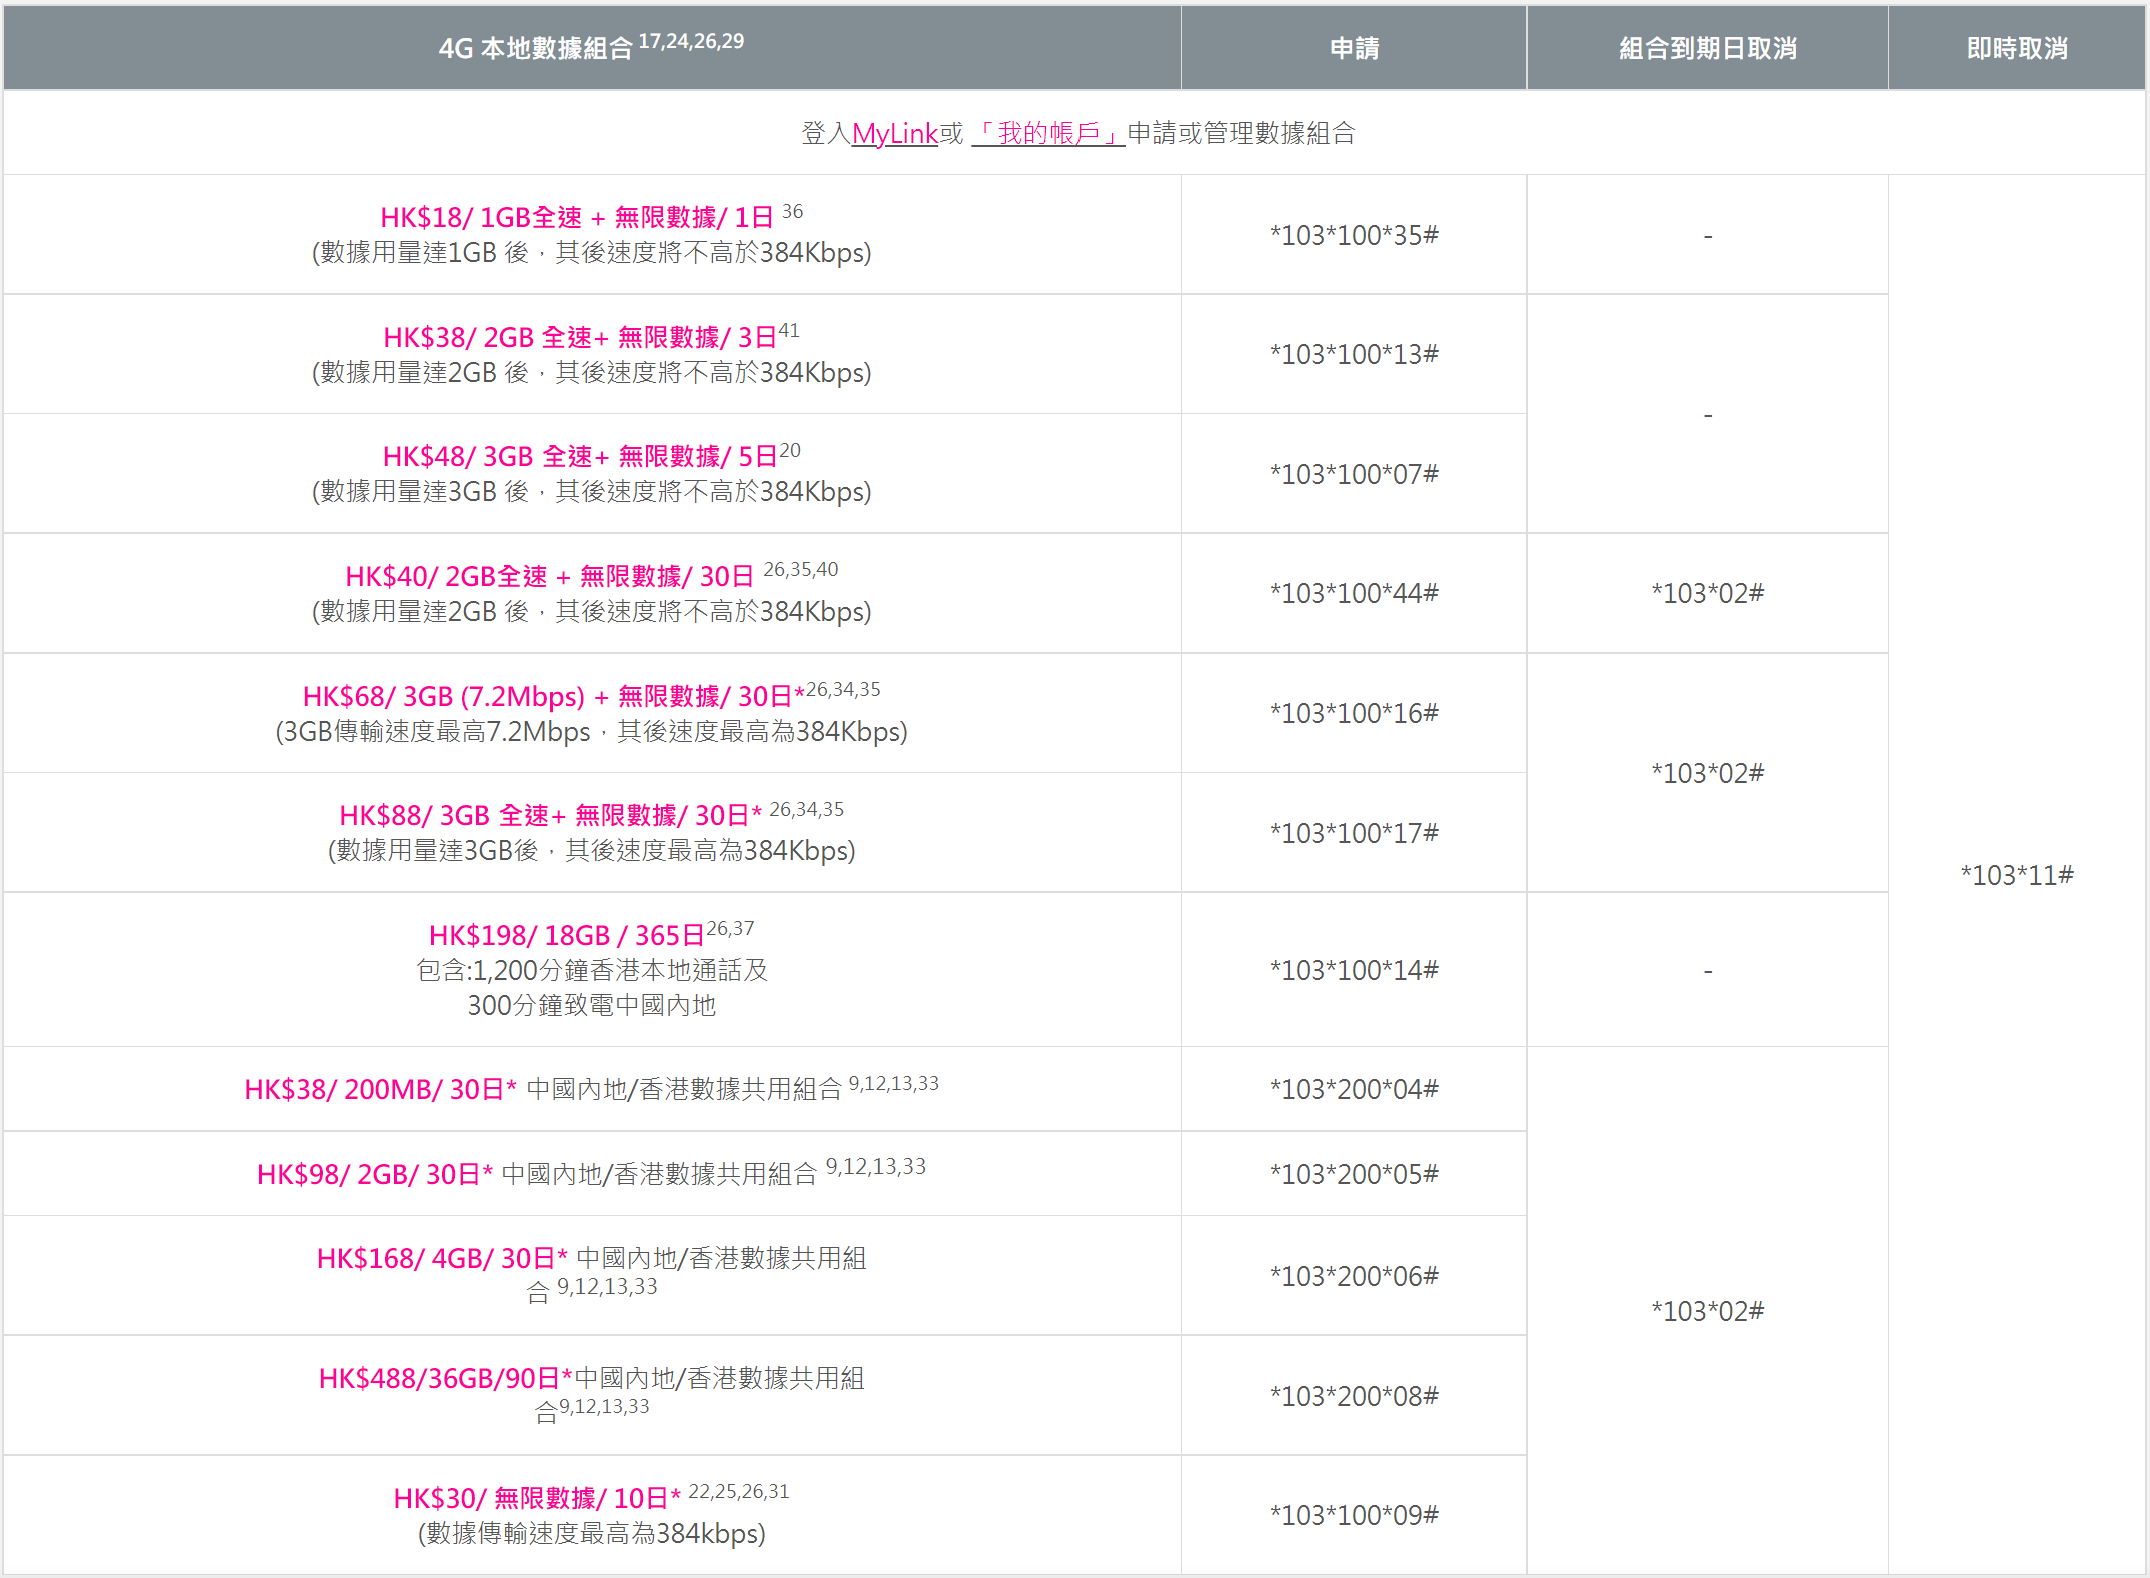 4G 本地數據組合 17,24,26,29 申請 組合到期日取消 即時取消
登入MyLink或 「我的帳戶」申請或管理數據組合
HK$18/ 1GB全速 + 無限數據/ 1日 36
(數據用量達1GB 後，其後速度將不高於384Kbps)
*103*100*35#
-
HK$38/ 2GB 全速+ 無限數據/ 3日41
(數據用量達2GB 後，其後速度將不高於384Kbps)
*103*100*13#
-
HK$48/ 3GB 全速+ 無限數據/ 5日20
(數據用量達3GB 後，其後速度將不高於384Kbps)
*103*100*07#
HK$40/ 2GB全速 + 無限數據/ 30日 26,35,40
(數據用量達2GB 後，其後速度將不高於384Kbps)
*103*100*44#
*103*02#
HK$68/ 3GB (7.2Mbps) + 無限數據/ 30日*26,34,35
(3GB傳輸速度最高7.2Mbps，其後速度最高為384Kbps)
*103*100*16#
*103*02#
HK$88/ 3GB 全速+ 無限數據/ 30日* 26,34,35
(數據用量達3GB後，其後速度最高為384Kbps)
*103*100*17#
*103*11#
HK$198/ 18GB / 365日26,37
包含:1,200分鐘香港本地通話及
300分鐘致電中國內地
*103*100*14#
-
HK$38/ 200MB/ 30日* 中國內地/香港數據共用組合 9,12,13,33
*103*200*04#
HK$98/ 2GB/ 30日* 中國內地/香港數據共用組合 9,12,13,33
*103*200*05#
HK$168/ 4GB/ 30日* 中國內地/香港數據共用組
合 9,12,13,33
*103*200*06#
*103*02#
HK$488/36GB/90日*中國內地/香港數據共用組
合9,12,13,33
*103*200*08#
HK$30/ 無限數據/ 10日* 22,25,26,31
(數據傳輸速度最高為384kbps)
*103*100*09#